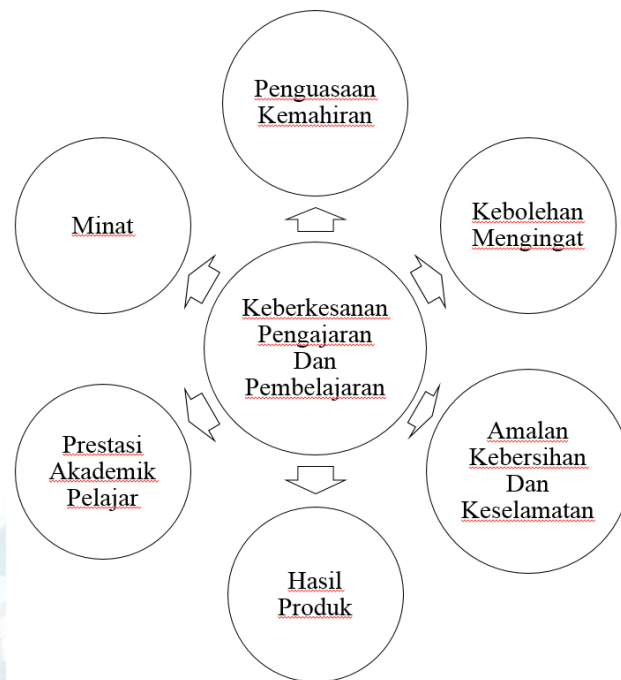 Penguasaan
Kemahiran
Minat
Kebolehan
Mengingat
Keberkesanan
Pengajaran
Dan
Pembelajaran
Prestasi
Akademik
Pelajar
Amalan
Kebersihan
Dan
Keselamatan
Hasil
Produk